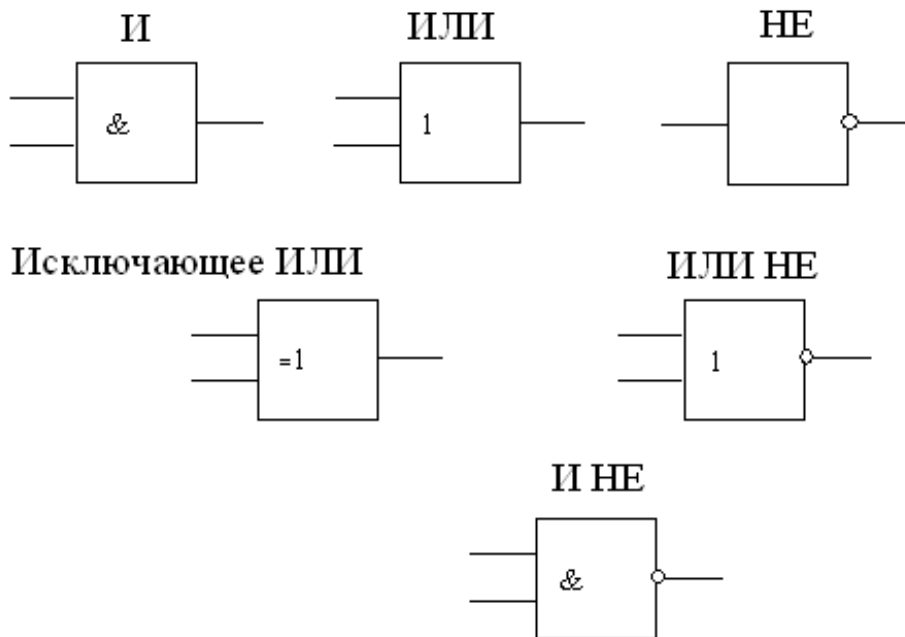 И ИЛИ НЕ
& 1
Исключающее ИЛИ ИЛИ НЕ
=1 1
И НЕ
&